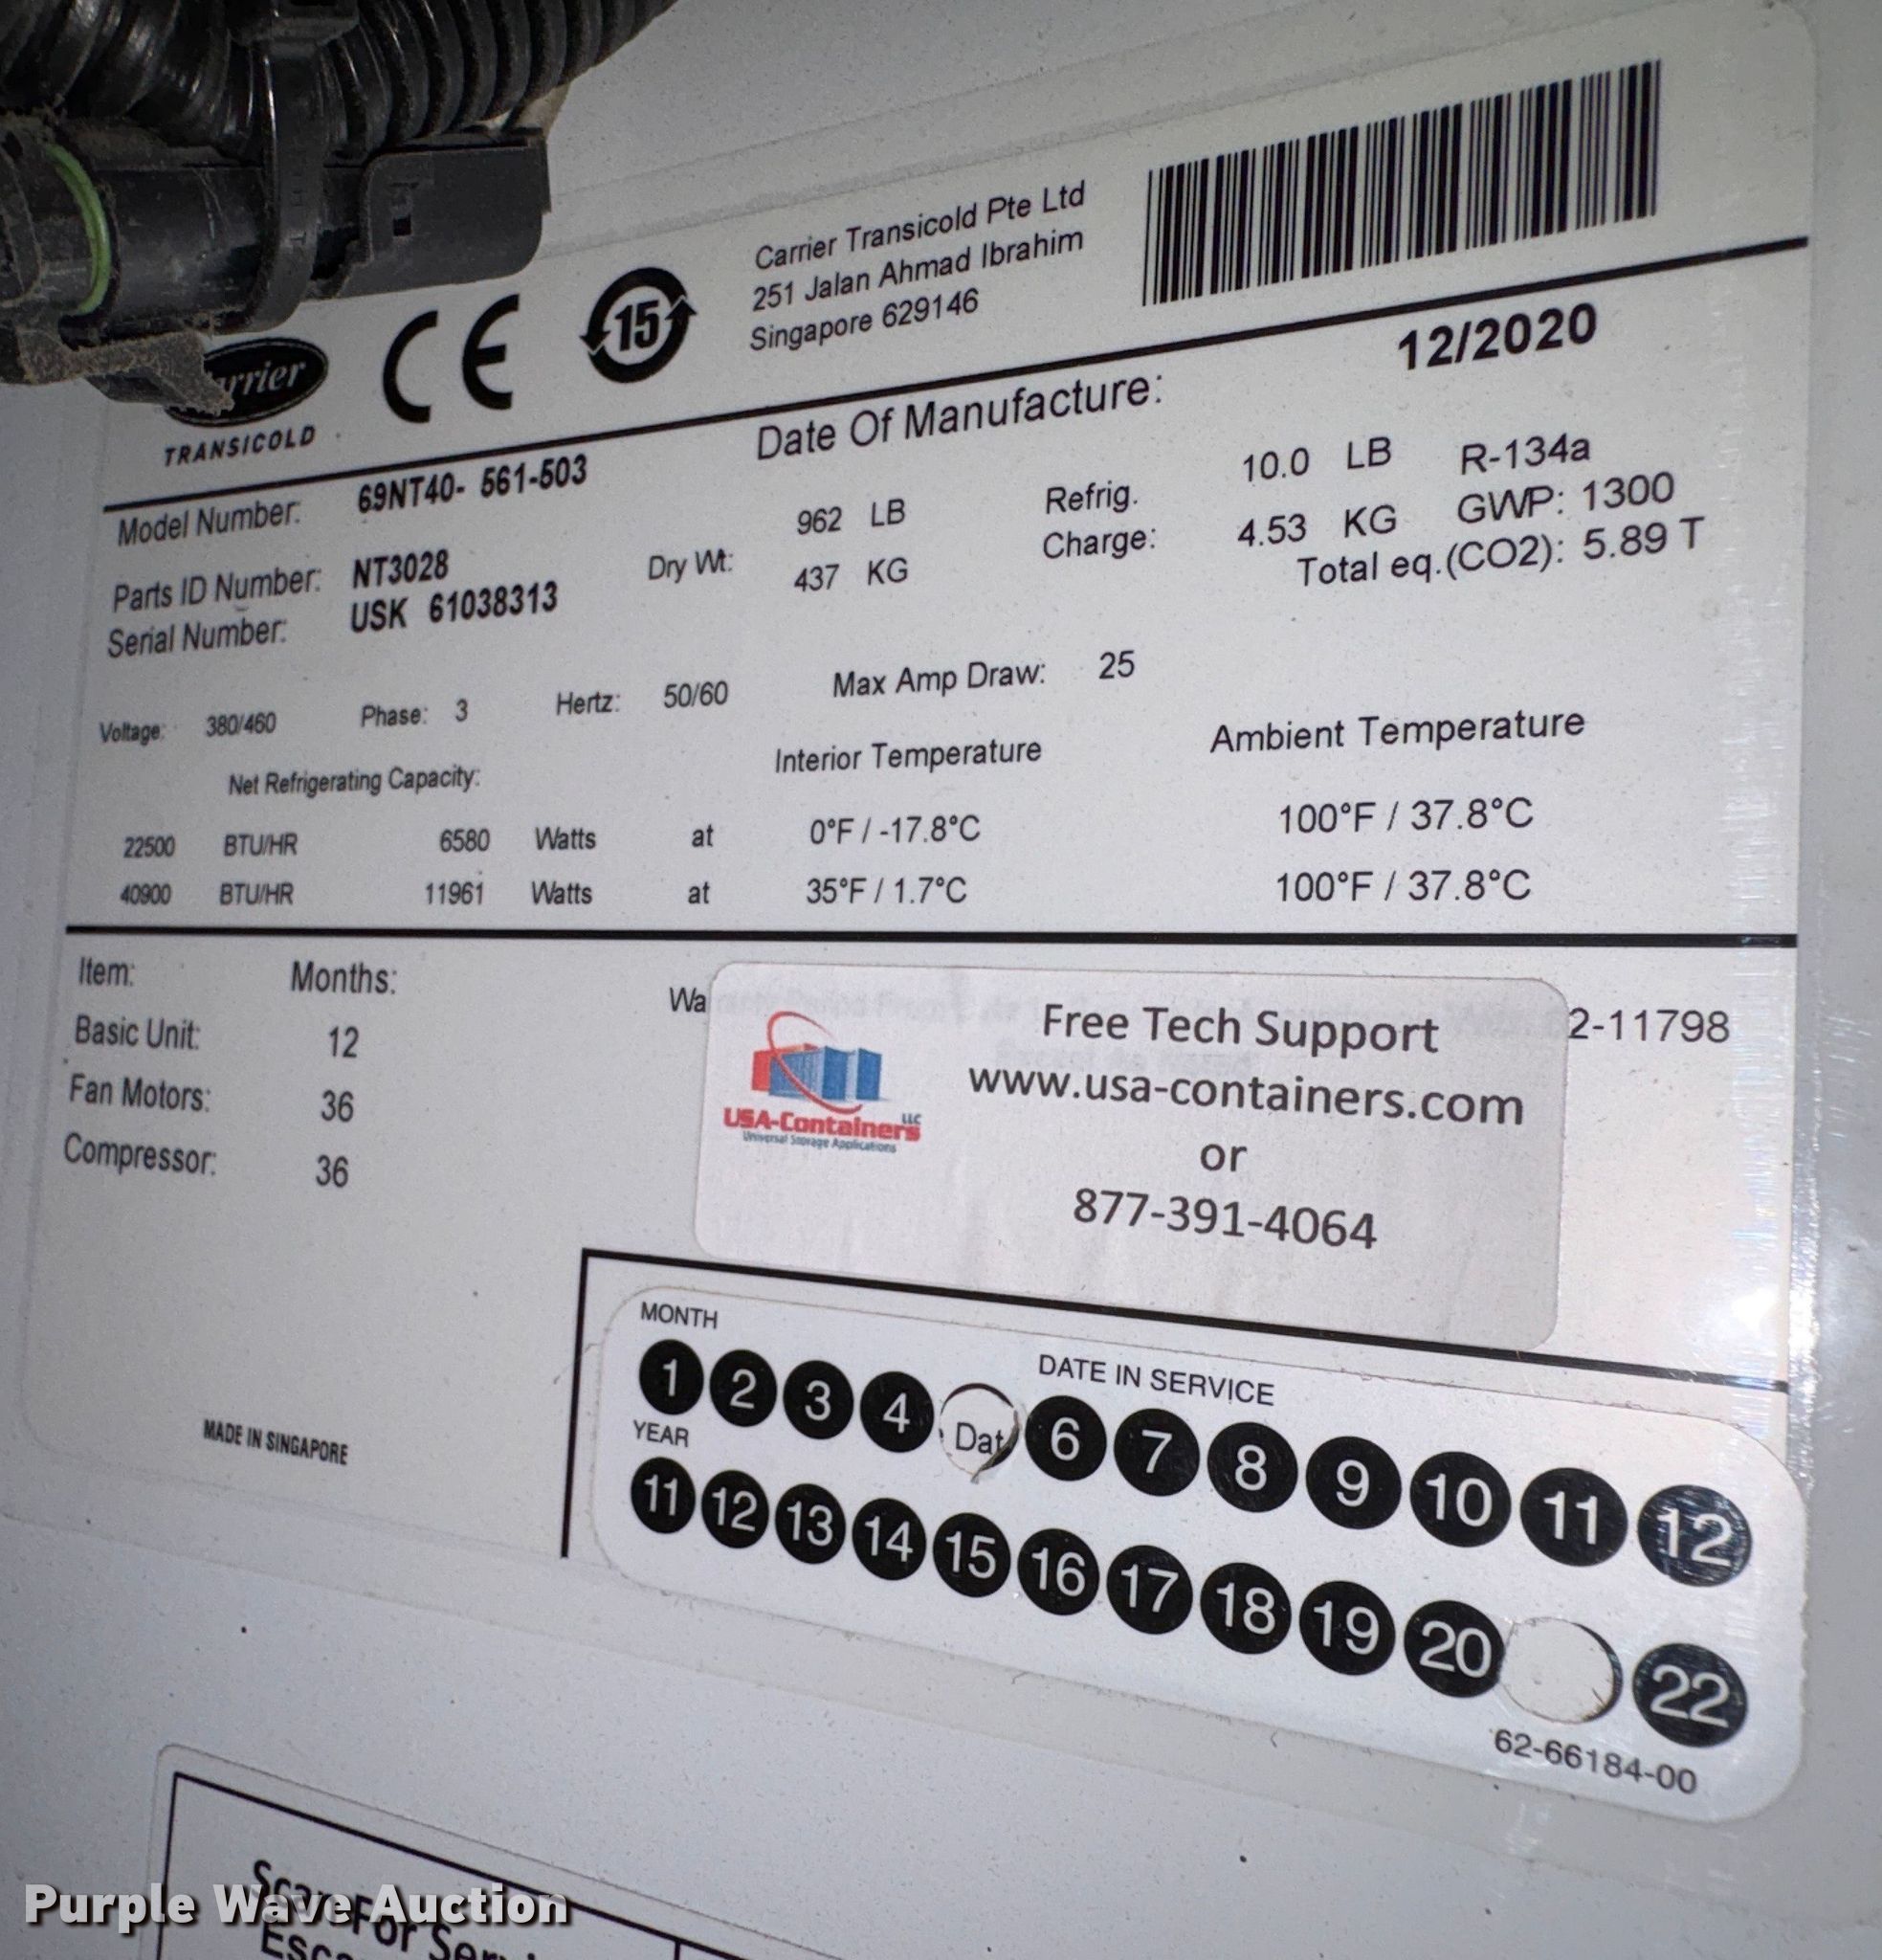 15
Carrier Transicold Pte Ltd
251 Jalan Ahmad Ibrahim
Singapore 629146
TRANSICOLD
Date Of Manufacture: 12/2020
Model Number: 69NT40- 561-503
Parts ID Number: NT3028
Serial Number: USK 61038313
Dry Wt: 962 LB
437 KG
Refrig. Charge: 10.0 LB R-134a
4.53 KG GWP: 1300
Total eq.(CO2): 5.89 T
Voltage: 380/460 Phase: 3 Hertz: 50/60 Max Amp Draw: 25
Net Refrigerating Capacity: Interior Temperature Ambient Temperature
22500 BTU/HR 6580 Watts at 0°F / -17.8°C 100°F / 37.8°C
40900 BTU/HR 11961 Watts at 35°F / 1.7°C 100°F / 37.8°C
Item: Months:
Basic Unit: 12
Fan Motors: 36
Compressor: 36
Wa
2-11798
Free Tech Support
www.usa-containers.com
or
877-391-4064
USA-Containers LLC
Universal Storage Applications
MADE IN SINGAPORE
MONTH
DATE IN SERVICE
1 2 3 4 Dat 6 7 8 9 10 11 12
YEAR
11 12 13 14 15 16 17 18 19 20 22
62-66184-00
Purple Wave Auction